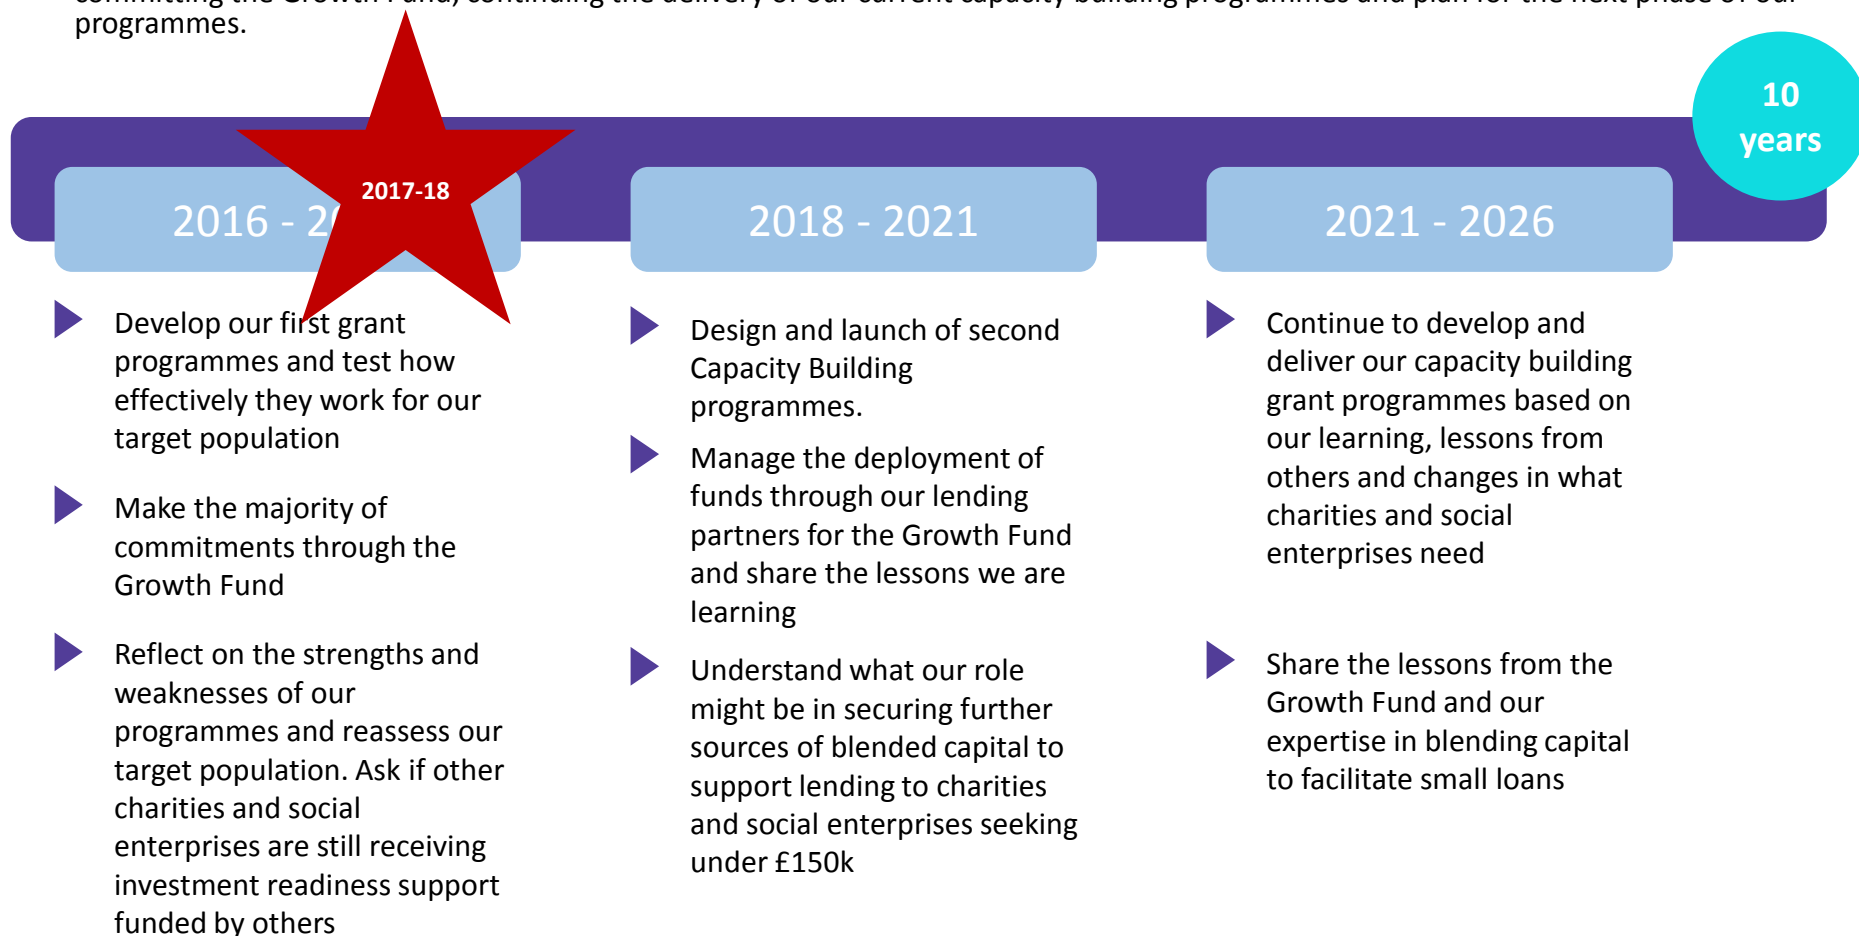 programmes.
10
years
2017-18
2016 - 2
2018 - 2021
2021 - 2026
Develop our first grant
programmes and test how
effectively they work for our
target population
Make the majority of
commitments through the
Growth Fund
Reflect on the strengths and
weaknesses of our
programmes and reassess our
target population. Ask if other
charities and social
enterprises are still receiving
investment readiness support
funded by others
Design and launch of second
Capacity Building
programmes.
Manage the deployment of
funds through our lending
partners for the Growth Fund
and share the lessons we are
learning
Understand what our role
might be in securing further
sources of blended capital to
support lending to charities
and social enterprises seeking
under £150k
Continue to develop and
deliver our capacity building
grant programmes based on
our learning, lessons from
others and changes in what
charities and social
enterprises need
Share the lessons from the
Growth Fund and our
expertise in blending capital
to facilitate small loans